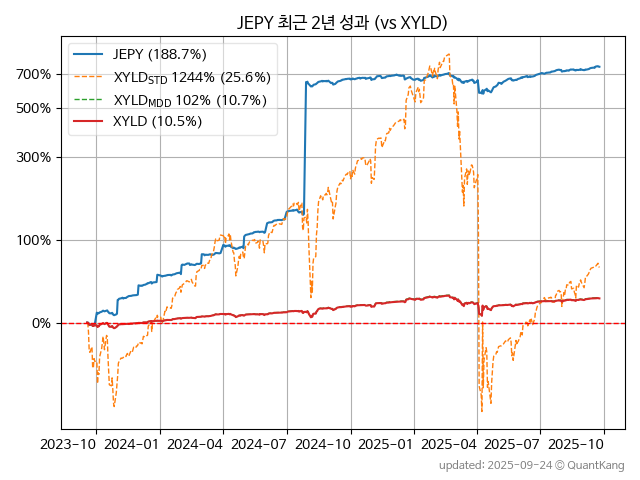 JEPY 최근 2년 성과 (vs XYLD)
JEPY (188.7%)
XYLDSTD 1244% (25.6%)
XYLDMDD 102% (10.7%)
XYLD (10.5%)
700%
500%
300%
100%
0%
2023-10 2024-01 2024-04 2024-07 2024-10 2025-01 2025-04 2025-07 2025-10
updated: 2025-09-24 © QuantKang